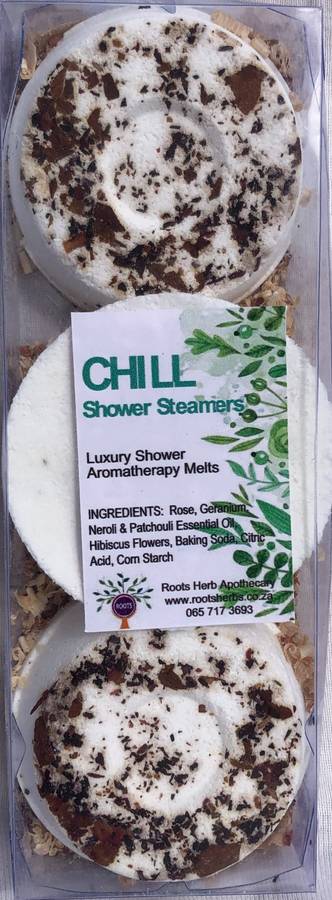 CHILL
Shower Steamers
Luxury Shower
Aromatherapy Melts
INGREDIENTS: Rose, Geranium,
Neroli & Patchouli Essential Oil,
Hibiscus Flowers, Baking Soda, Citric
Acid, Corn Starch
ROOTS
Roots Herb Apothecary
www.rootsherbs.co.za
065 717 3693